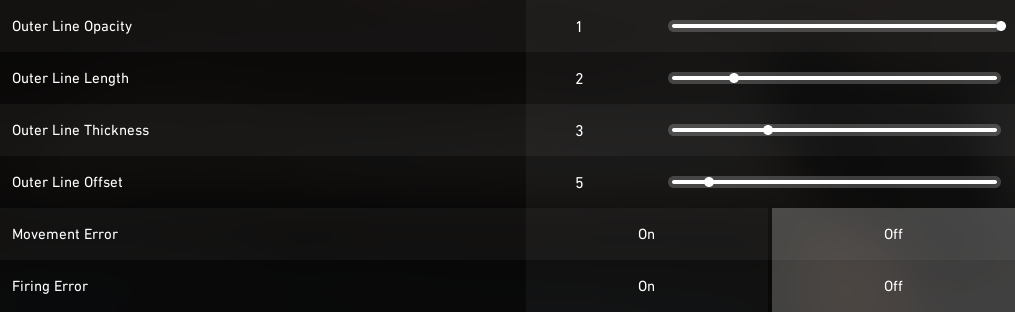 Outer Line Opacity 1
Outer Line Length 2
Outer Line Thickness 3
Outer Line Offset 5
Movement Error On Off
Firing Error On Off